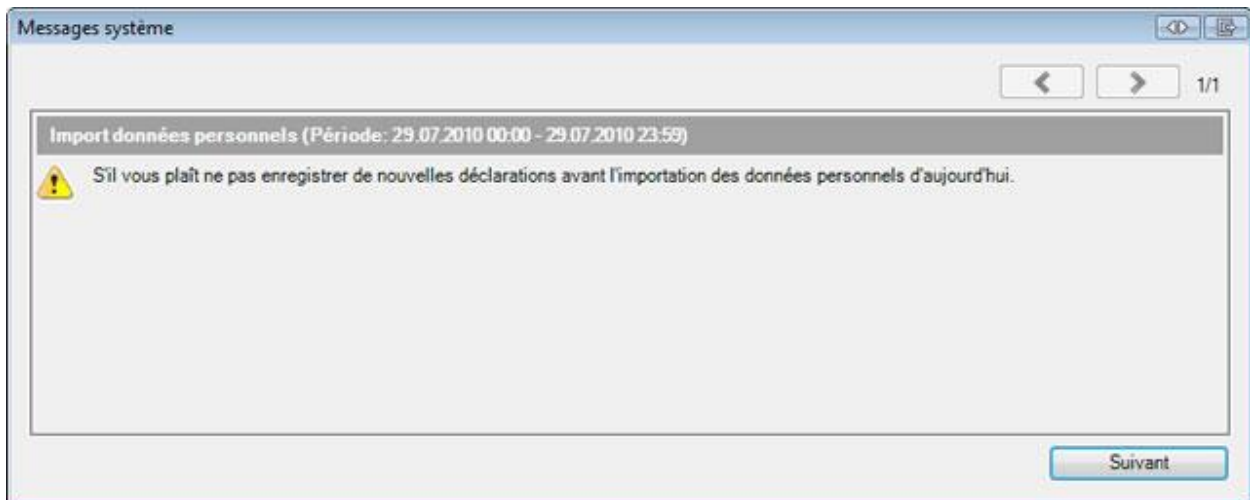 Messages système
1/1
Import données personnels (Période: 29.07.2010 00:00 - 29.07.2010 23:59)
S'il vous plaît ne pas enregistrer de nouvelles déclarations avant l'importation des données personnels d'aujourd'hui.
Suivant